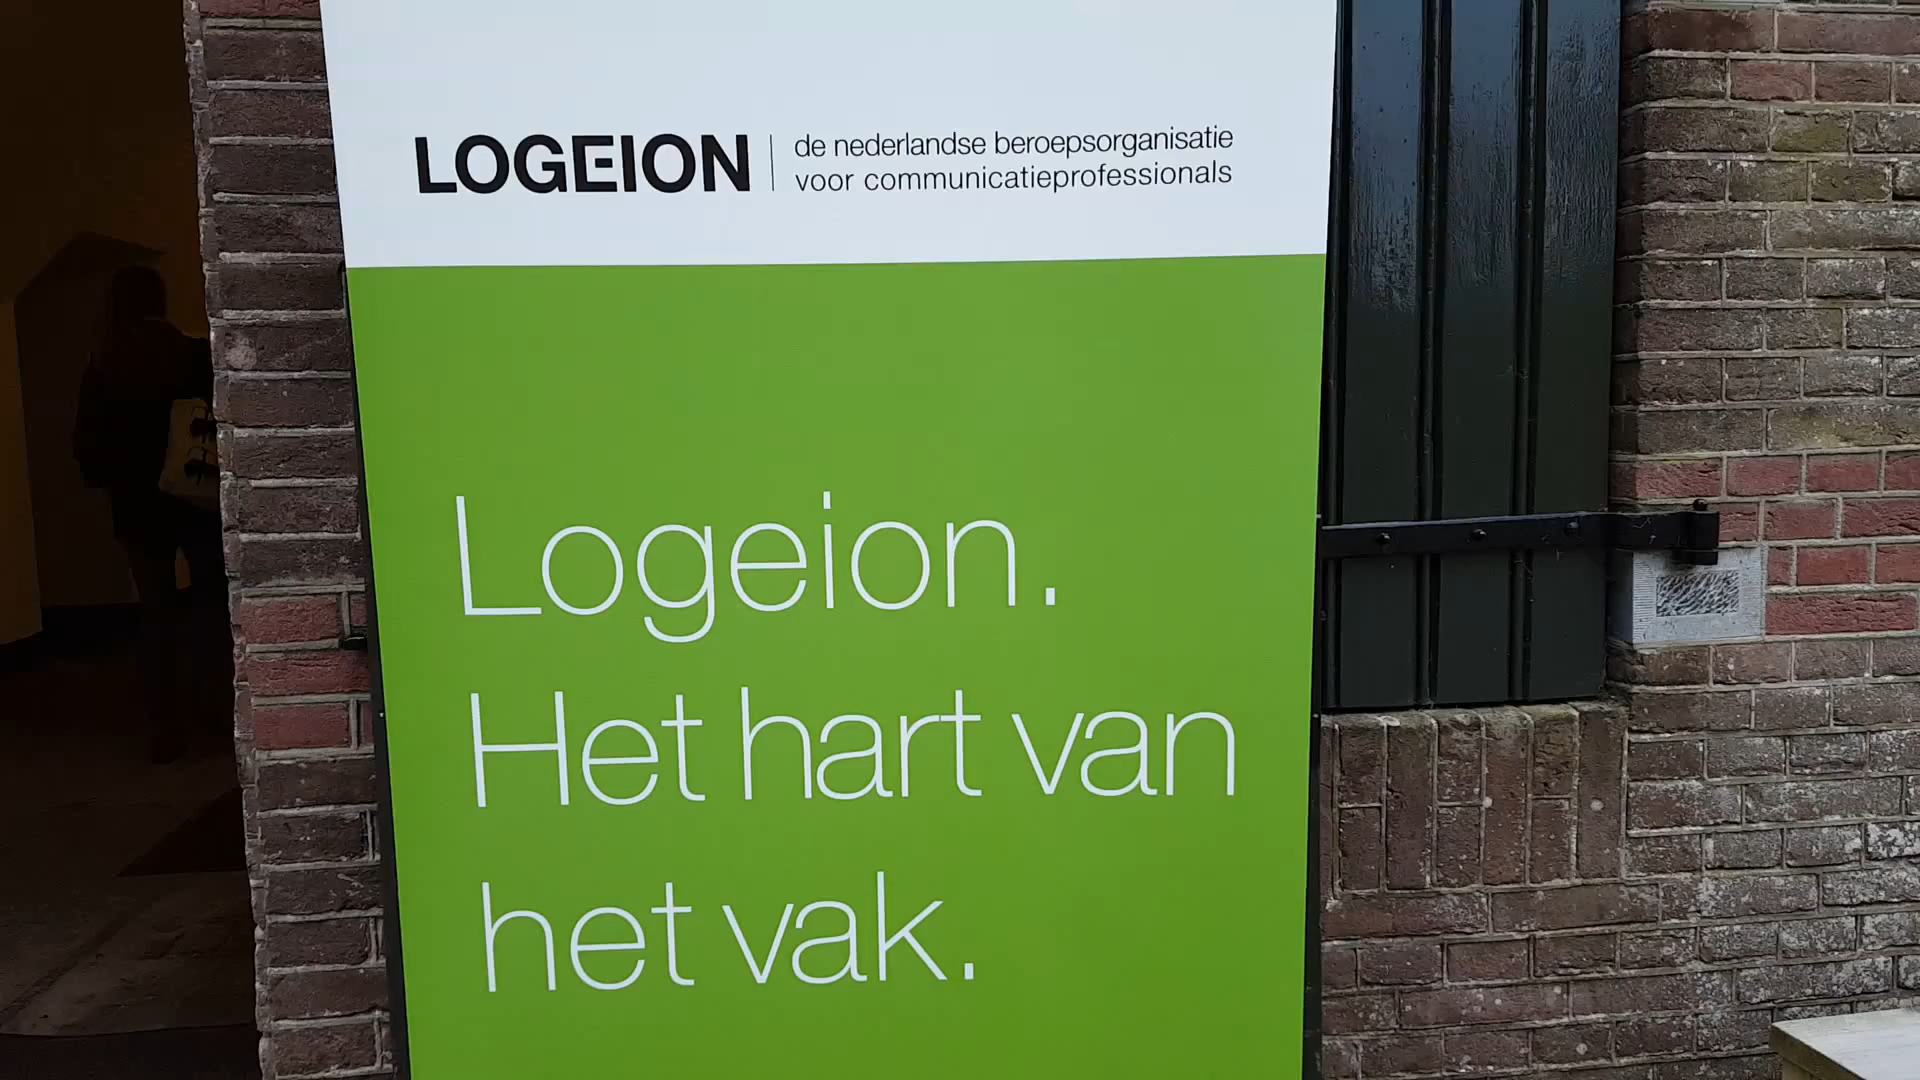 LOGEION
de nederlandse beroepsorganisatie
voor communicatieprofessionals
Logeion.
Het hart van
het vak.